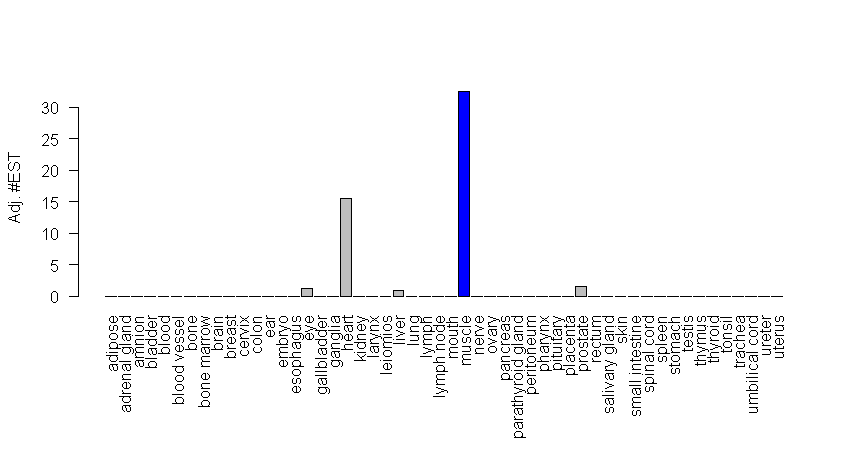 Adj. #EST
30
25
20
15
10
5
0
adipose
adrenal gland
amnion
bladder
blood
blood vessel
bone
bone marrow
brain
breast
cervix
colon
ear
embryo
esophagus
eye
gallbladder
ganglia
heart
kidney
larynx
leiomios
liver
lung
lymph
lymph node
mouth
muscle
nerve
ovary
pancreas
parathyroid gland
peritoneum
pharynx
pituitary
placenta
prostate
rectum
salivary gland
skin
small intestine
spinal cord
spleen
stomach
testis
thymus
thyroid
tonsil
trachea
umbilical cord
ureter
uterus